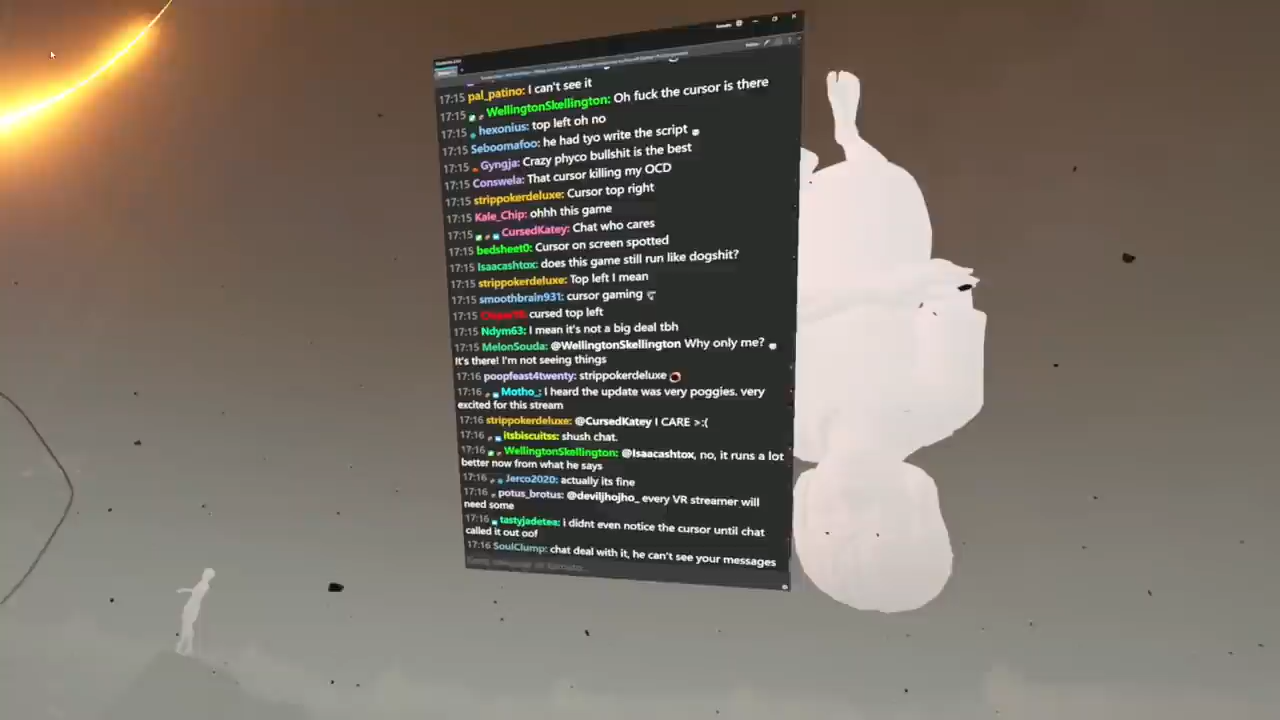 17:15 pal_patino: I can't see it
17:15 WellingtonSkellington: Oh fuck the cursor is there
17:15 hexonius: top left oh no
17:15 Seboomafoo: he had tyo write the script
17:15 Gyngja: Crazy phyco bullshit is the best
17:15 Conswela: That cursor killing my OCD
17:15 strippokerdeluxe: Cursor top right
17:15 Kale_Chip: ohhh this game
17:15 CursedKatey: Chat who cares
17:15 bedsheet0: Cursor on screen spotted
17:15 Isaacashtox: does this game still run like dogshit?
17:15 strippokerdeluxe: Top left I mean
17:15 smoothbrain931: cursor gaming
17:15 cursed top left
17:15 Ndym63: I mean it's not a big deal tbh
17:15 MelonSouda: @WellingtonSkellington Why only me?
It's there! I'm not seeing things
17:16 poopfeast4twenty: strippokerdeluxe
17:16 Motho_: I heard the update was very poggies. very
excited for this stream
17:16 strippokerdeluxe: @CursedKatey I CARE >:(
17:16 itsbiscuitss: shush chat.
17:16 WellingtonSkellington: @Isaacashtox, no, it runs a lot
better now from what he says
17:16 Jerco2020: actually its fine
17:16 potus_brotus: @deviljhojho_ every VR streamer will
need some
17:16 tastyjadetea: i didnt even notice the cursor until chat
called it out oof
17:16 SoulClump: chat deal with it, he can't see your messages